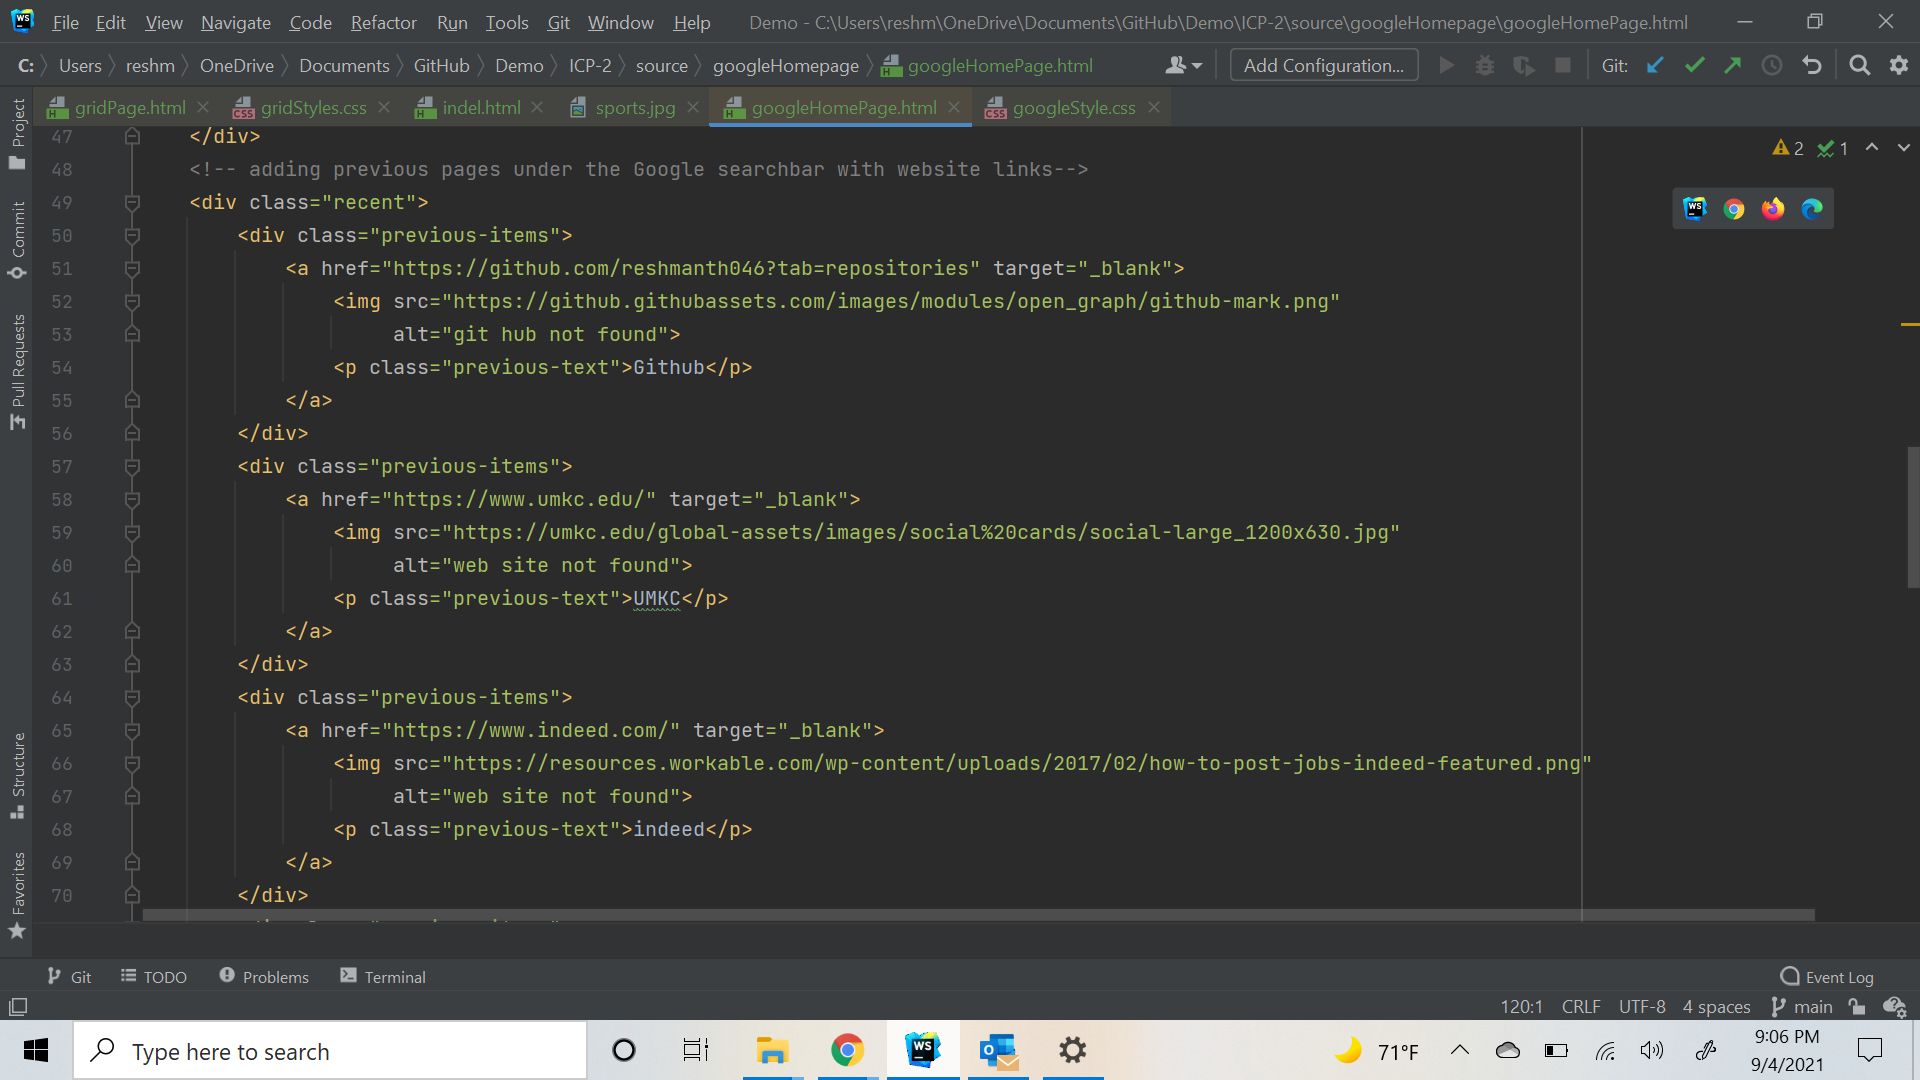 File Edit View Navigate Code Refactor Run Tools Git Window Help Demo - C:\Users\reshm\OneDrive\Documents\GitHub\Demo\ICP-2\source\googleHomepage\googleHomePage.html
C: Users reshm OneDrive Documents GitHub Demo ICP-2 source googleHomepage googleHomePage.html Add Configuration... Git:
gridPage.html gridStyles.css indel.html sports.jpg googleHomePage.html googleStyle.css
Project
Commit
Pull Requests
Structure
Favorites
2 1
47 </div>
48 <!-- adding previous pages under the Google searchbar with website links-->
49 <div class="recent">
50 <div class="previous-items">
51 <a href="https://github.com/reshmanth046?tab=repositories" target="_blank">
52 <img src="https://github.githubassets.com/images/modules/open_graph/github-mark.png"
53 alt="git hub not found">
54 <p class="previous-text">Github</p>
55 </a>
56 </div>
57 <div class="previous-items">
58 <a href="https://www.umkc.edu/" target="_blank">
59 <img src="https://umkc.edu/global-assets/images/social%20cards/social-large_1200x630.jpg"
60 alt="web site not found">
61 <p class="previous-text">UMKC</p>
62 </a>
63 </div>
64 <div class="previous-items">
65 <a href="https://www.indeed.com/" target="_blank">
66 <img src="https://resources.workable.com/wp-content/uploads/2017/02/how-to-post-jobs-indeed-featured.png"
67 alt="web site not found">
68 <p class="previous-text">indeed</p>
69 </a>
70 </div>
Git TODO Problems Terminal Event Log
120:1 CRLF UTF-8 4 spaces main
Type here to search
71°F
9:06 PM
9/4/2021